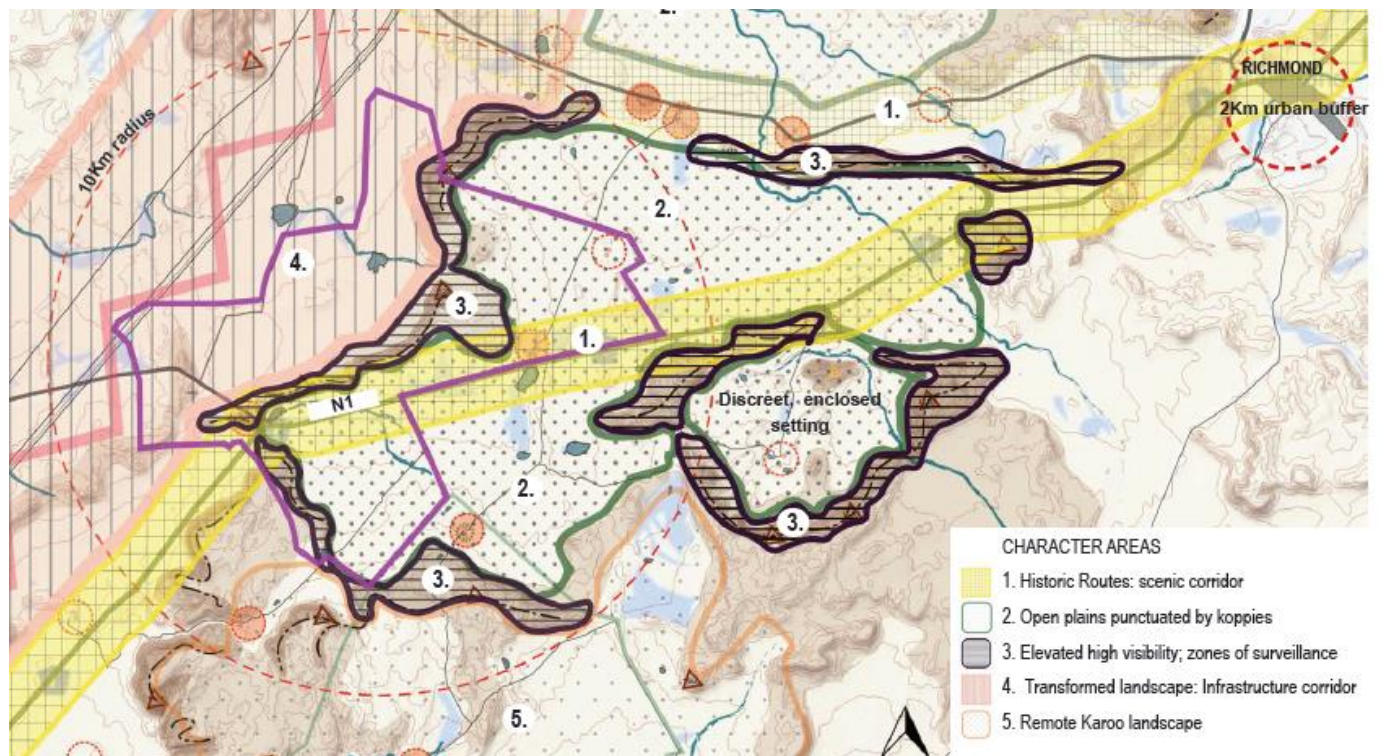 2.
RICHMOND
2Km urban buffer
10Km radius
1.
3.
2.
4.
3.
1.
N1
Discreet, enclosed
setting
2.
3.
3.
5.
CHARACTER AREAS
1. Historic Routes: scenic corridor
2. Open plains punctuated by koppies
3. Elevated high visibility; zones of surveillance
4. Transformed landscape: Infrastructure corridor
5. Remote Karoo landscape